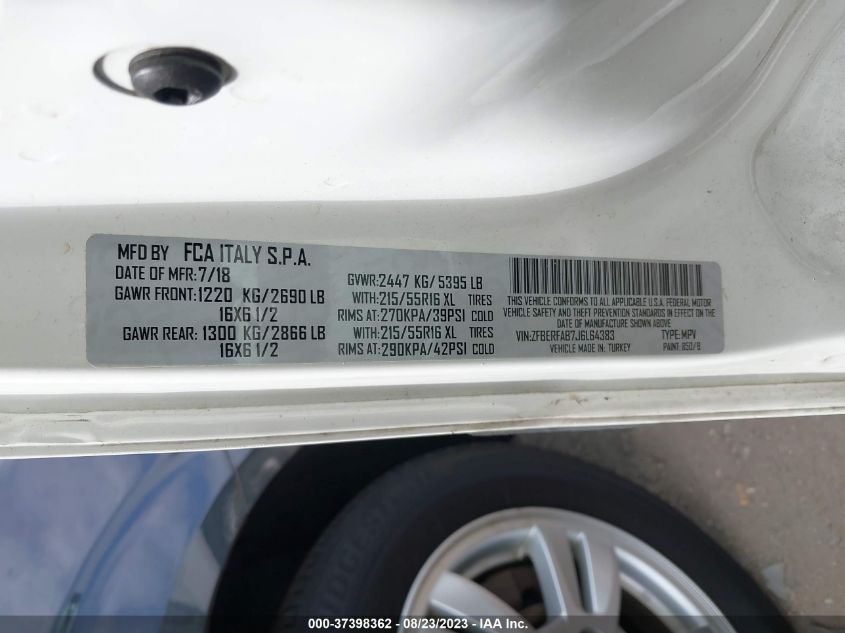 MFD BY FCA ITALY S.P.A.
DATE OF MFR: 7/18
GAWR FRONT: 1220 KG/2690 LB
16X6 1/2
GAWR REAR: 1300 KG/2866 LB
16X6 1/2
GVWR: 2447 KG/ 5395 LB
WITH: 215/55R16 XL TIRES
RIMS AT: 270KPA/39PSI COLD
WITH: 215/55R16 XL TIRES
RIMS AT: 290KPA/42PSI COLD
THIS VEHICLE CONFORMS TO ALL APPLICABLE U.S.A. FEDERAL MOTOR
VEHICLE SAFETY AND THEFT PREVENTION STANDARDS IN EFFECT ON THE
DATE OF MANUFACTURE SHOWN ABOVE.
VIN: ZFBERFAB7J6L64383 TYPE: MPV
VEHICLE MADE IN: TURKEY PAINT: 850/B
000-37398362 - 08/23/2023 - IAA Inc.